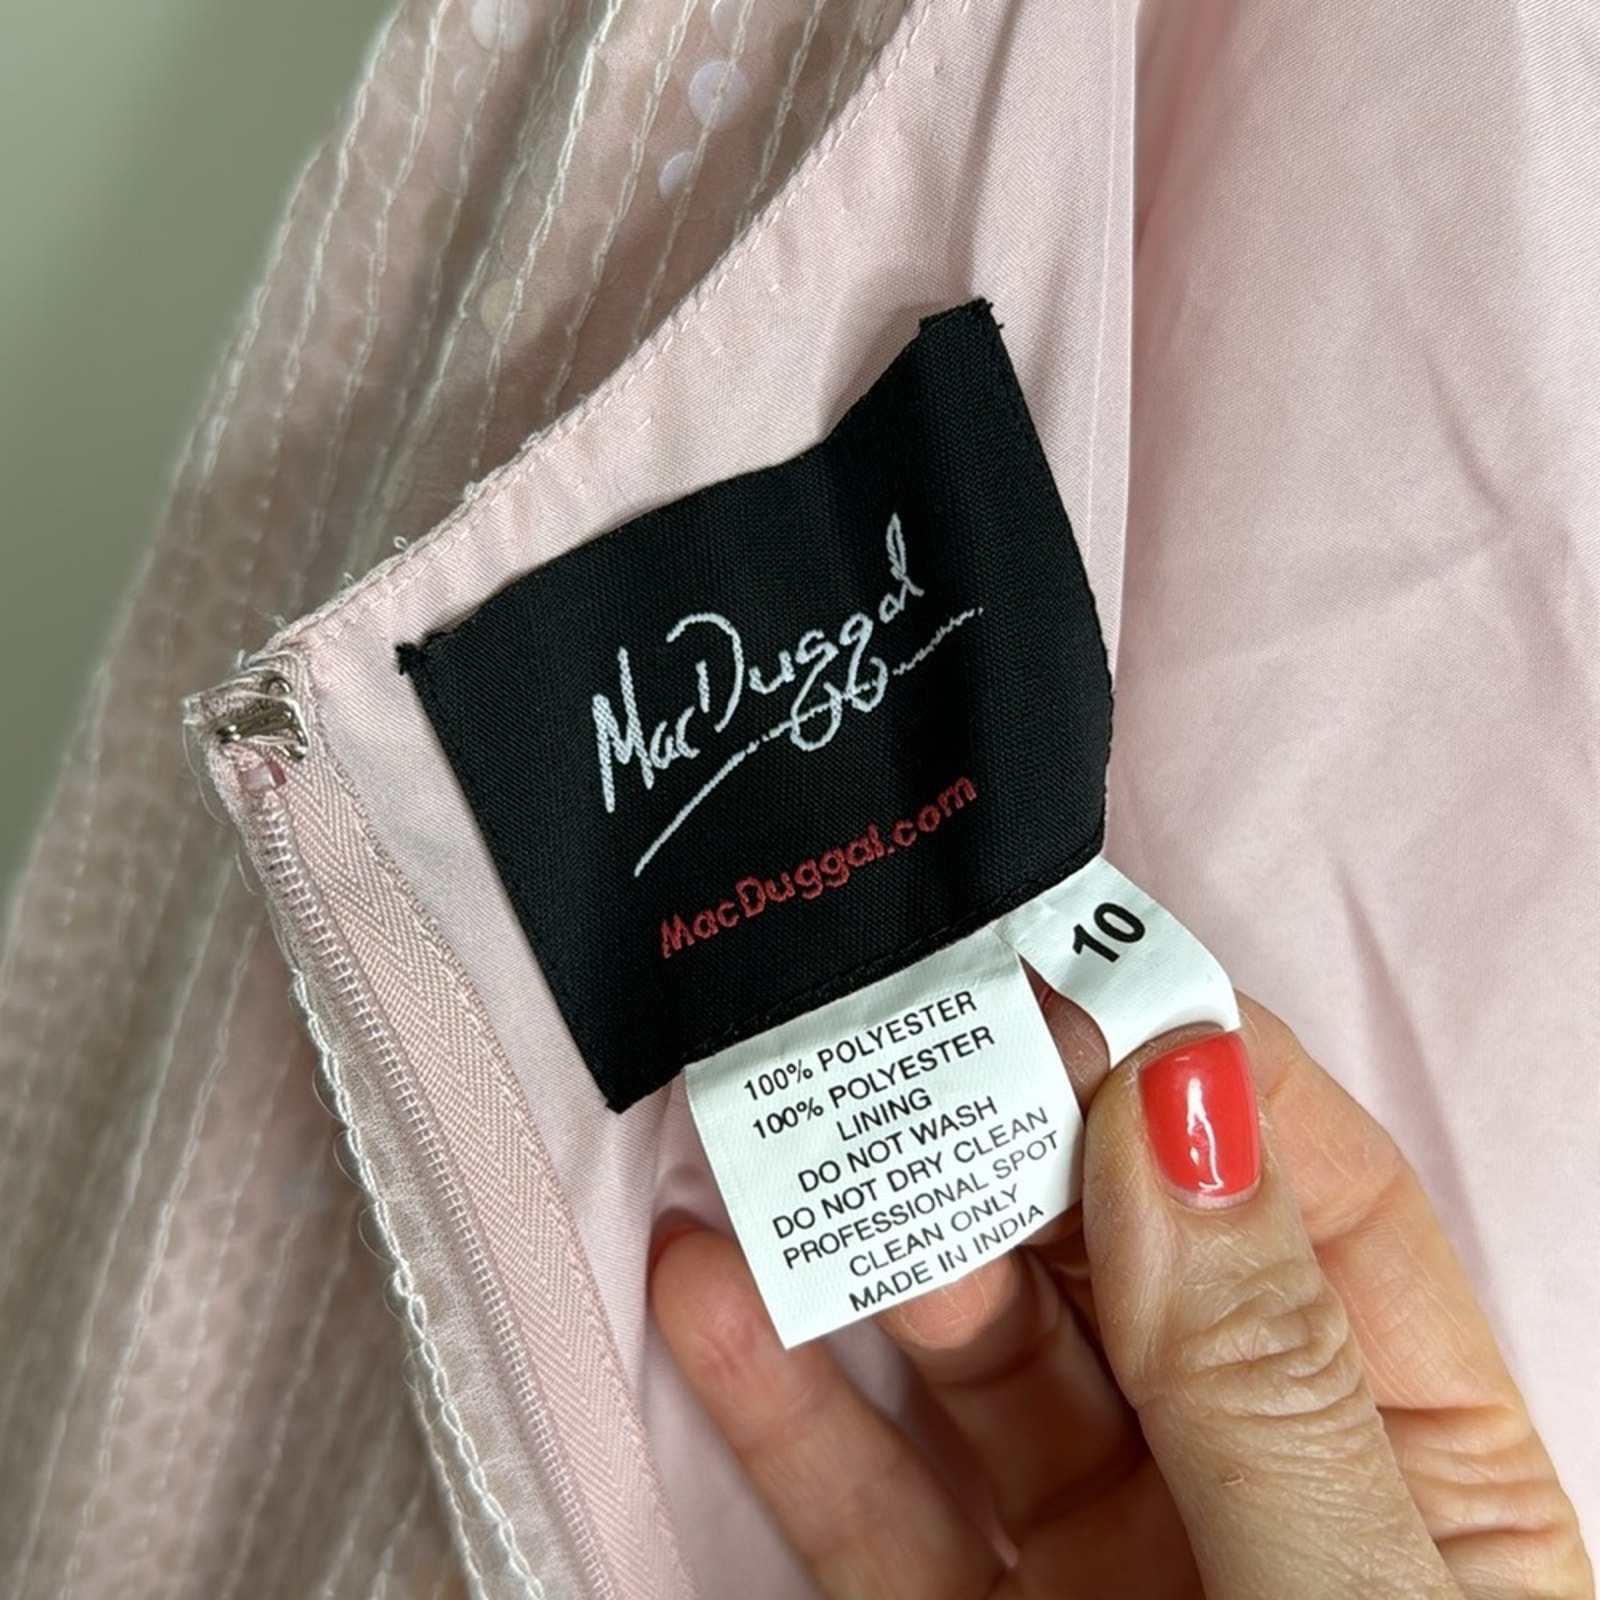 MacDuggal
MacDuggal.com
10
100% POLYESTER
100% POLYESTER
LINING
DO NOT WASH
DO NOT DRY CLEAN
PROFESSIONAL SPOT
CLEAN ONLY
MADE IN INDIA